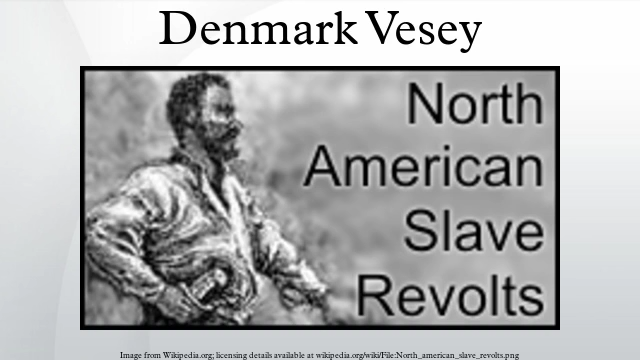 Denmark Vesey
North
American
Slave
Revolts
Image from Wikipedia.org; licensing details available at wikipedia.org/wiki/File:North_american_slave_revolts.png